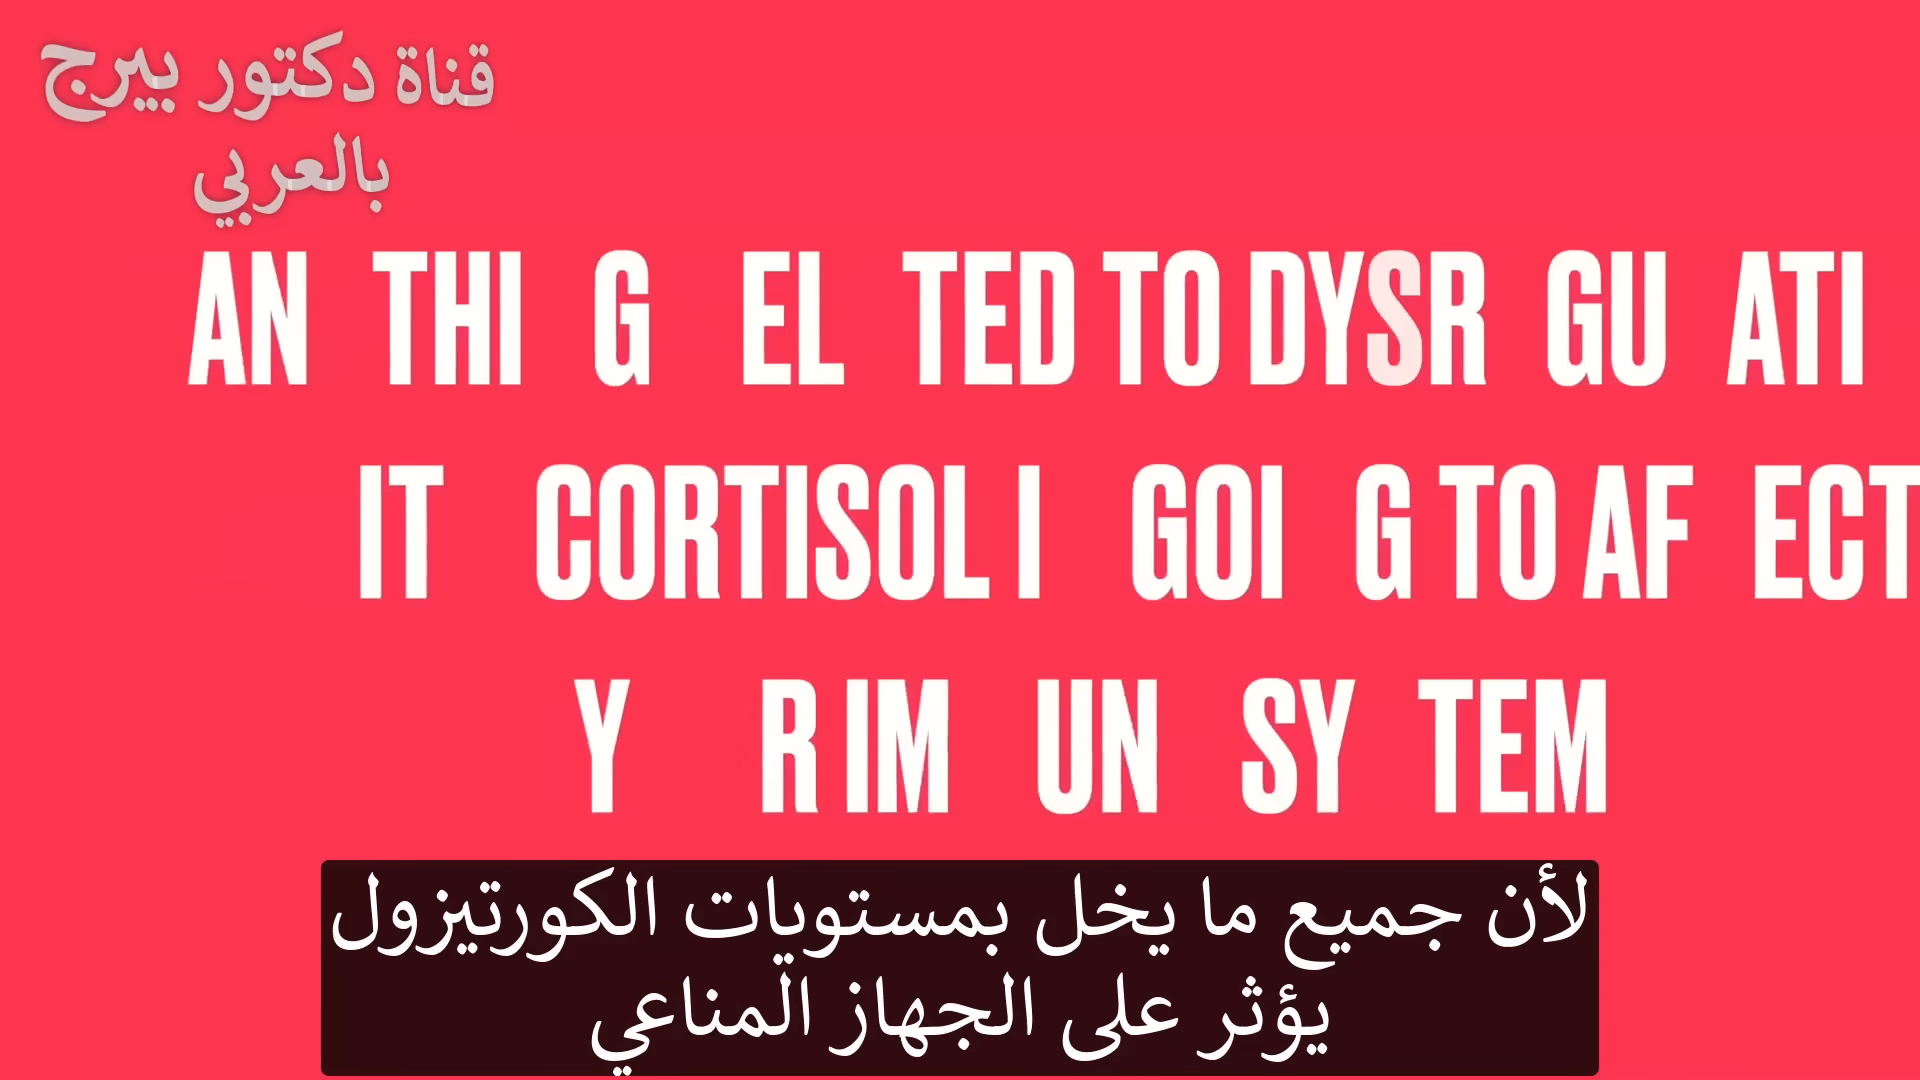 قناة دكتور بيرج
بالعربي
AN THI G EL TED TO DYSR GU ATI
IT CORTISOL I GOI G TO AF ECT
Y R IM UN SY TEM
لأن جميع ما يخل بمستويات الكورتيزول
يؤثر على الجهاز المناعي